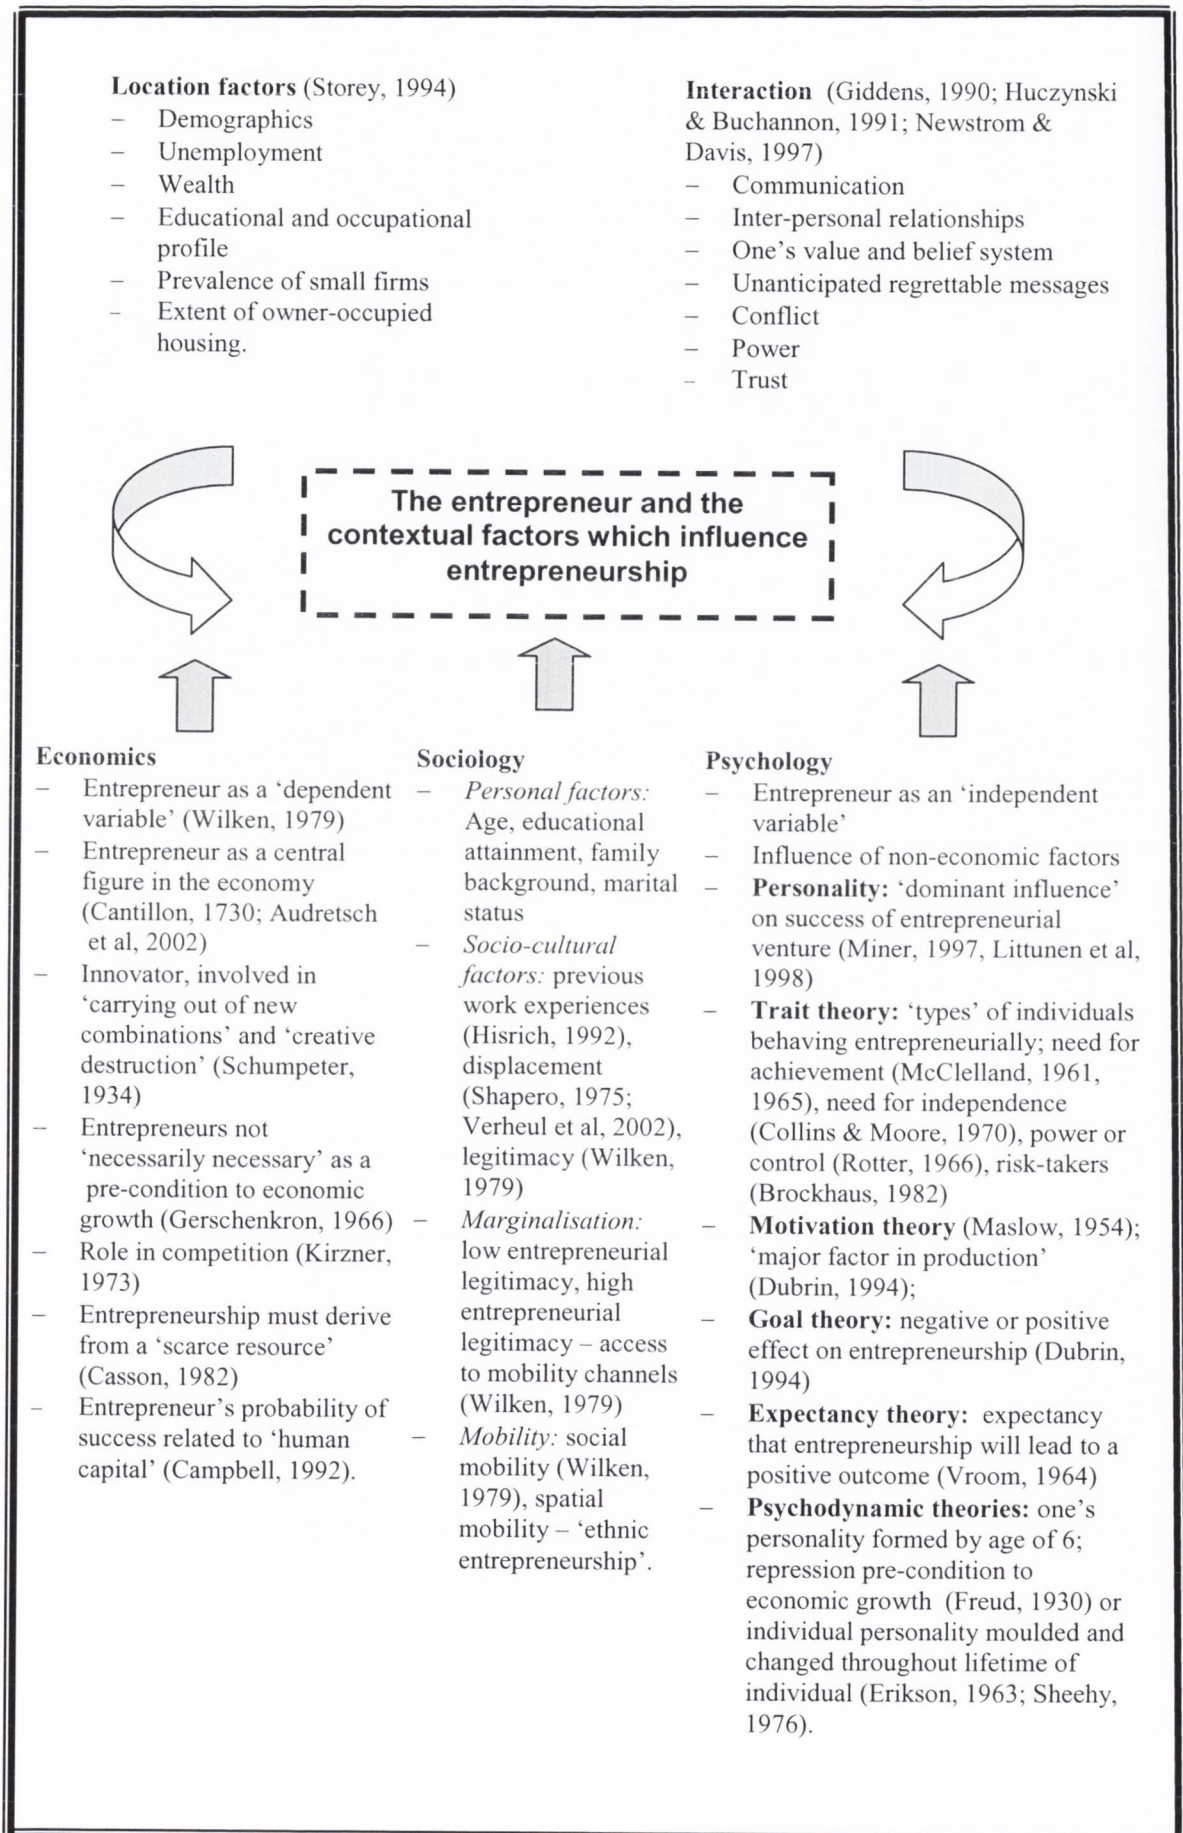 Location factors (Storey, 1994)
– Demographics
– Unemployment
– Wealth
– Educational and occupational
profile
– Prevalence of small firms
– Extent of owner-occupied
housing.
Interaction (Giddens, 1990; Huczynski
& Buchannon, 1991; Newstrom &
Davis, 1997)
– Communication
– Inter-personal relationships
– One's value and belief system
– Unanticipated regrettable messages
– Conflict
– Power
– Trust
The entrepreneur and the
contextual factors which influence
entrepreneurship
Economics
– Entrepreneur as a 'dependent
variable' (Wilken, 1979)
– Entrepreneur as a central
figure in the economy
(Cantillon, 1730; Audretsch
et al, 2002)
– Innovator, involved in
'carrying out of new
combinations' and 'creative
destruction' (Schumpeter,
1934)
– Entrepreneurs not
'necessarily necessary' as a
pre-condition to economic
growth (Gerschenkron, 1966)
– Role in competition (Kirzner,
1973)
– Entrepreneurship must derive
from a 'scarce resource'
(Casson, 1982)
– Entrepreneur's probability of
success related to 'human
capital' (Campbell, 1992).
Sociology
– Personal factors:
Age, educational
attainment, family
background, marital
status
– Socio-cultural
factors: previous
work experiences
(Hisrich, 1992),
displacement
(Shapero, 1975;
Verheul et al, 2002),
legitimacy (Wilken,
1979)
– Marginalisation:
low entrepreneurial
legitimacy, high
entrepreneurial
legitimacy – access
to mobility channels
(Wilken, 1979)
– Mobility: social
mobility (Wilken,
1979), spatial
mobility – 'ethnic
entrepreneurship'.
Psychology
– Entrepreneur as an 'independent
variable'
– Influence of non-economic factors
– Personality: 'dominant influence'
on success of entrepreneurial
venture (Miner, 1997, Littunen et al,
1998)
– Trait theory: 'types' of individuals
behaving entrepreneurially; need for
achievement (McClelland, 1961,
1965), need for independence
(Collins & Moore, 1970), power or
control (Rotter, 1966), risk-takers
(Brockhaus, 1982)
– Motivation theory (Maslow, 1954);
'major factor in production'
(Dubrin, 1994);
– Goal theory: negative or positive
effect on entrepreneurship (Dubrin,
1994)
– Expectancy theory: expectancy
that entrepreneurship will lead to a
positive outcome (Vroom, 1964)
– Psychodynamic theories: one's
personality formed by age of 6;
repression pre-condition to
economic growth (Freud, 1930) or
individual personality moulded and
changed throughout lifetime of
individual (Erikson, 1963; Sheehy,
1976).